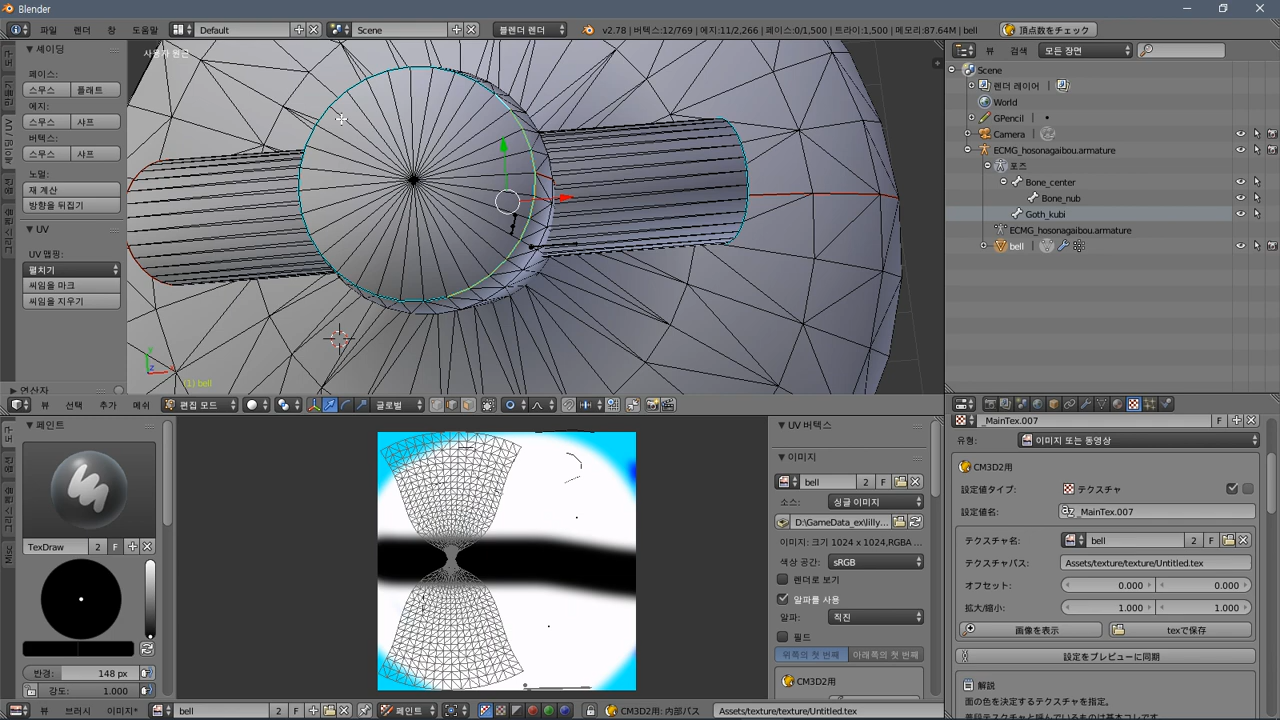 Blender
파일
렌더
창
도움말
Default
Scene
블렌더 렌더
v2.78 | 버텍스:12/769 | 에지:11/2,266 | 페이스:0/1,500 | 트라이:1,500 | 메모리:87.64M | bell
頂点数をチェック
셰이딩
페이스:
스무스
플래트
에지:
스무스
샤프
버텍스:
스무스
샤프
노멀:
재 계산
방향을 뒤집기
UV
UV 맵핑:
펼치기
씨임을 마크
씨임을 지우기
연산자
사용자 원근
(1) bell
뷰
검색
모든 장면
Scene
렌더 레이어
World
GPencil
Camera
ECMG_hosonagaibou.armature
포즈
Bone_center
Bone_nub
Goth_kubi
ECMG_hosonagaibou.armature
bell
뷰
선택
추가
메쉬
편집 모드
글로벌
페인트
TexDraw
2
F
반경:
148 px
강도:
1.000
UV 버텍스
이미지
bell
2
F
소스:
싱글 이미지
D:\GameData_ex\lilly...
이미지: 크기 1024 x 1024,RGBA ...
색상 공간:
sRGB
렌더로 보기
알파를 사용
알파:
직진
필드
위쪽의 첫 번째
아래쪽의 첫 번째
CM3D2用
_MainTex.007
F
유형:
이미지 또는 동영상
CM3D2用
設定値タイプ:
テクスチャ
設定値名:
_MainTex.007
テクスチャ名:
bell
2
F
テクスチャパス:
Assets/texture/texture/Untitled.tex
オフセット:
0.000
0.000
拡大/縮小:
1.000
1.000
画像を表示
texで保存
設定をプレビューに同期
解説
面の色を決定するテクスチャを指定。
뷰
브러시
이미지*
bell
2
F
페인트
CM3D2用: 内部パス
Assets/texture/texture/Untitled.tex
Misc